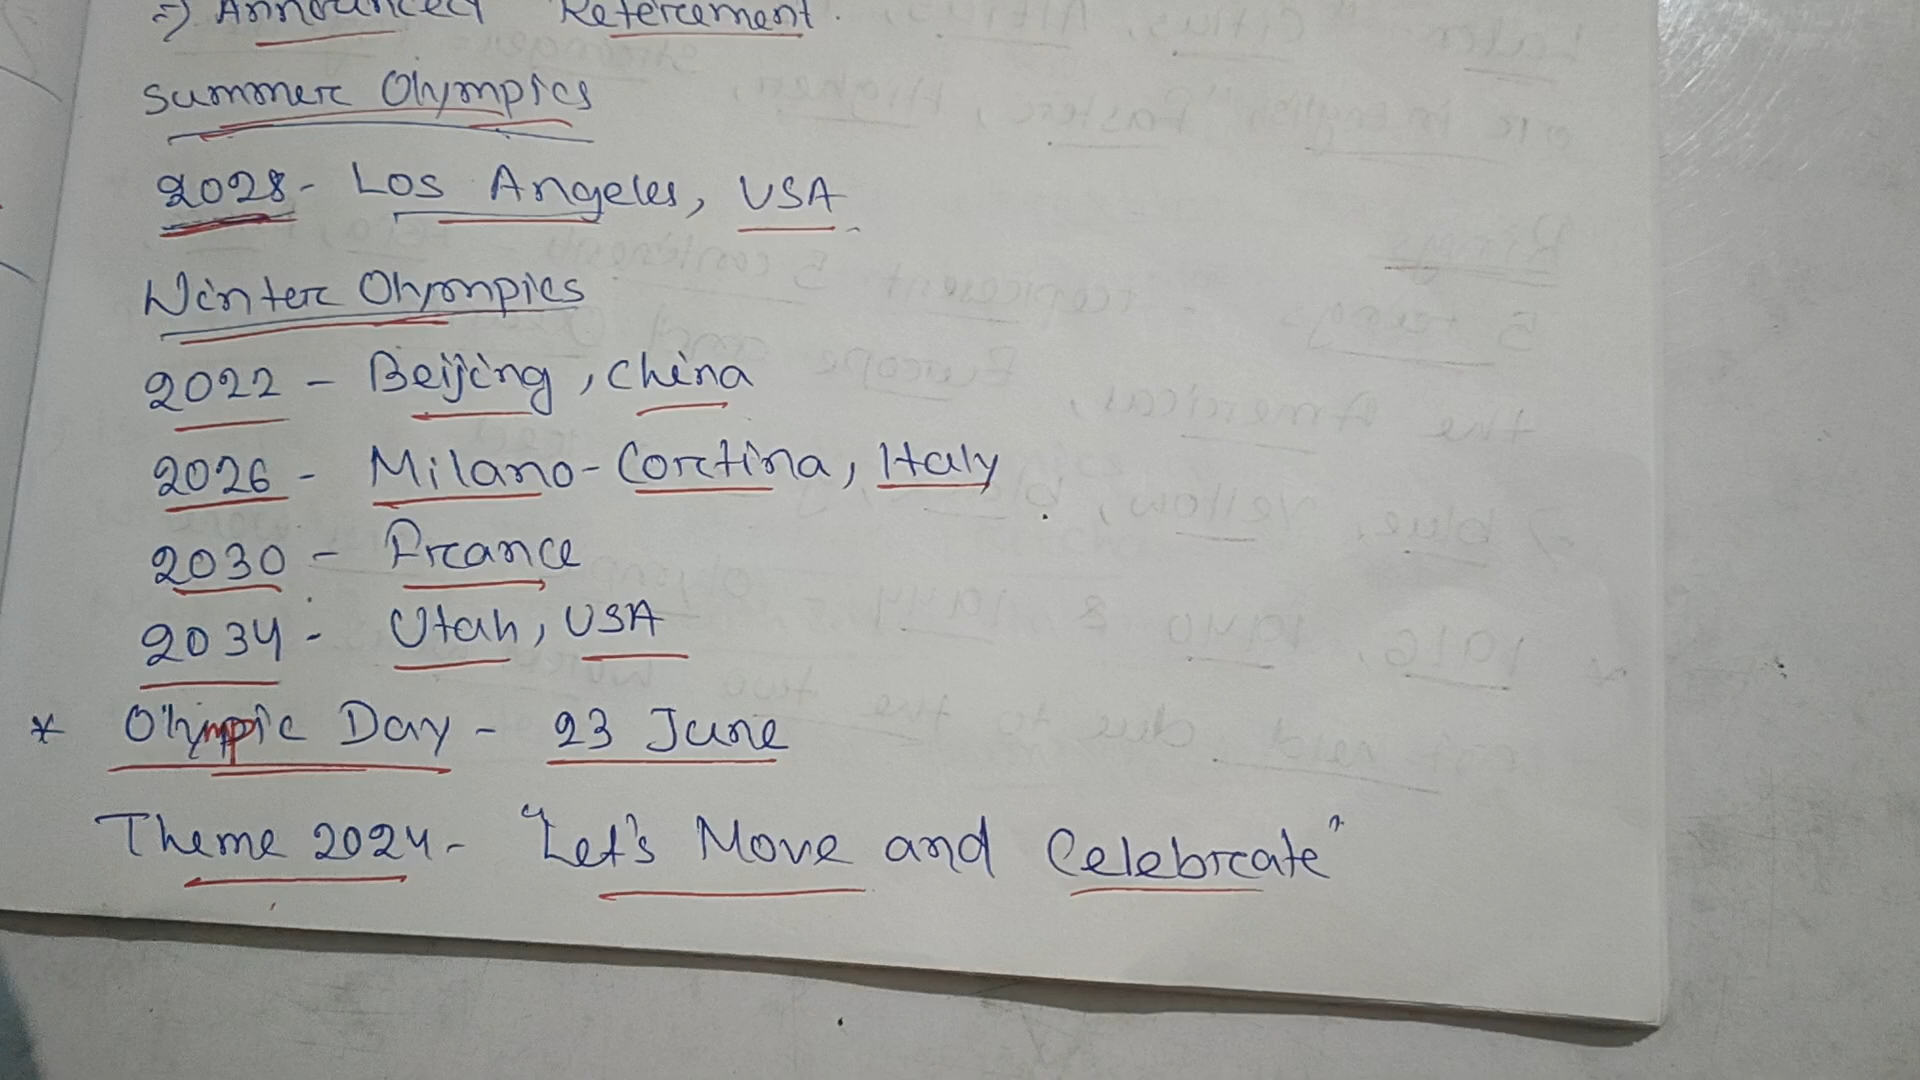 ⇒ Announced Retirement.
Summer Olympics
2028 - Los Angeles, USA
Winter Olympics
2022 - Beijing, China
2026 - Milano-Cortina, Italy
2030 - France
2034 - Utah, USA
* Olympic Day - 23 June
Theme 2024 - "Let's Move and Celebrate"